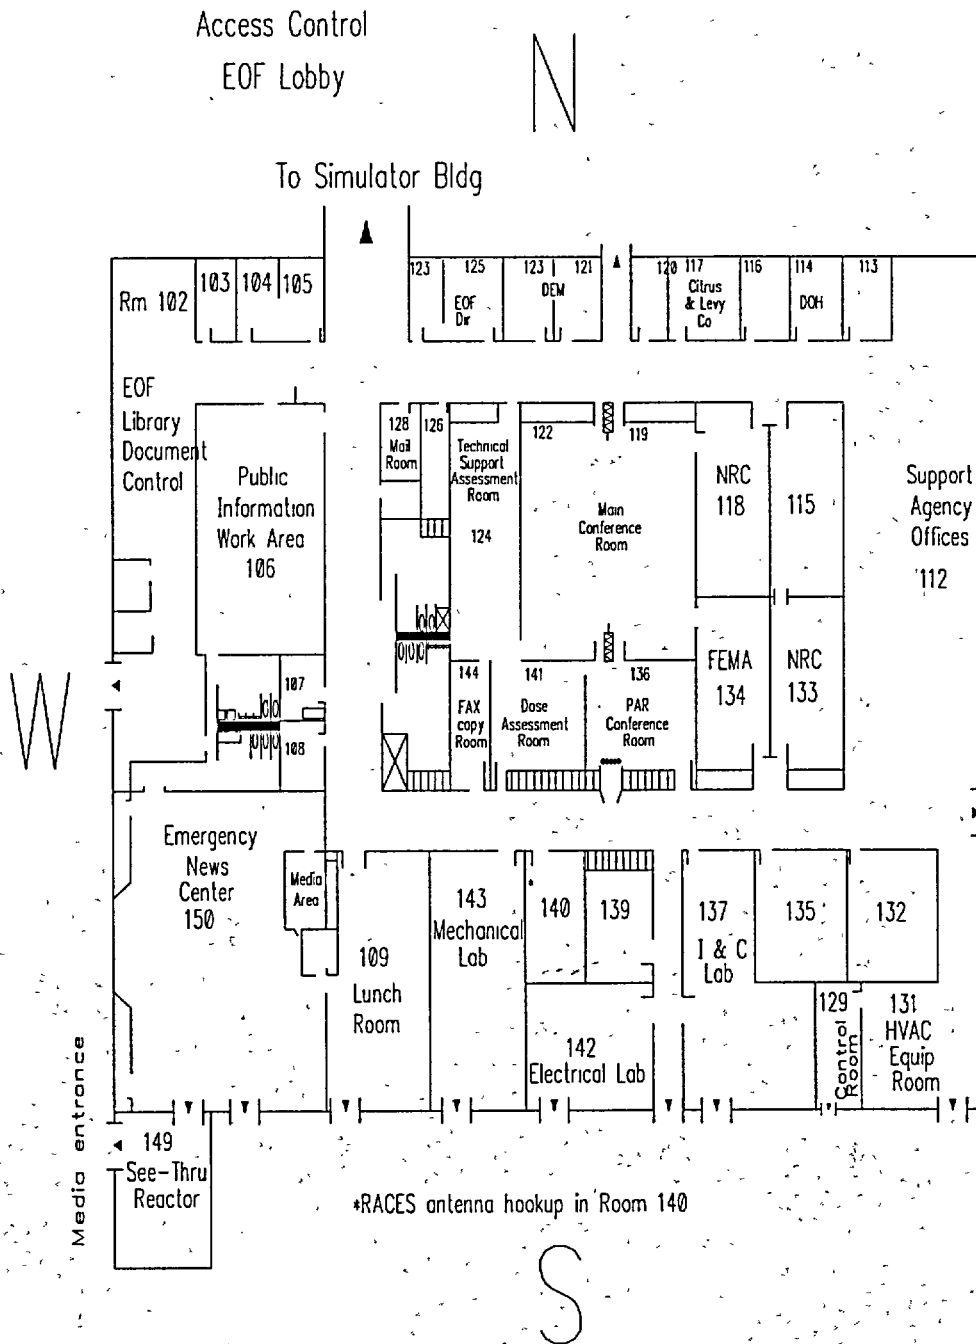 Access Control
EOF Lobby
N
To Simulator Bldg
Rm 102
103
104
105
123
125
EOF
Dir
123
DEM
121
120
117
Citrus
& Levy
Co
116
114
DOH
113
EOF
Library
Document
Control
Public
Information
Work Area
106
128
Mail
Room
126
Technical
Support
Assessment
Room
124
122
119
Main
Conference
Room
NRC
118
115
Support
Agency
Offices
112
W
107
108
144
FAX
copy
Room
141
Dose
Assessment
Room
136
PAR
Conference
Room
FEMA
134
NRC
133
Emergency
News
Center
150
Media
Area
109
Lunch
Room
143
Mechanical
Lab
140
139
142
Electrical Lab
137
I & C
Lab
135
132
129
Control
Room
131
HVAC
Equip
Room
Media entrance
149
See-Thru
Reactor
*RACES antenna hookup in Room 140
S